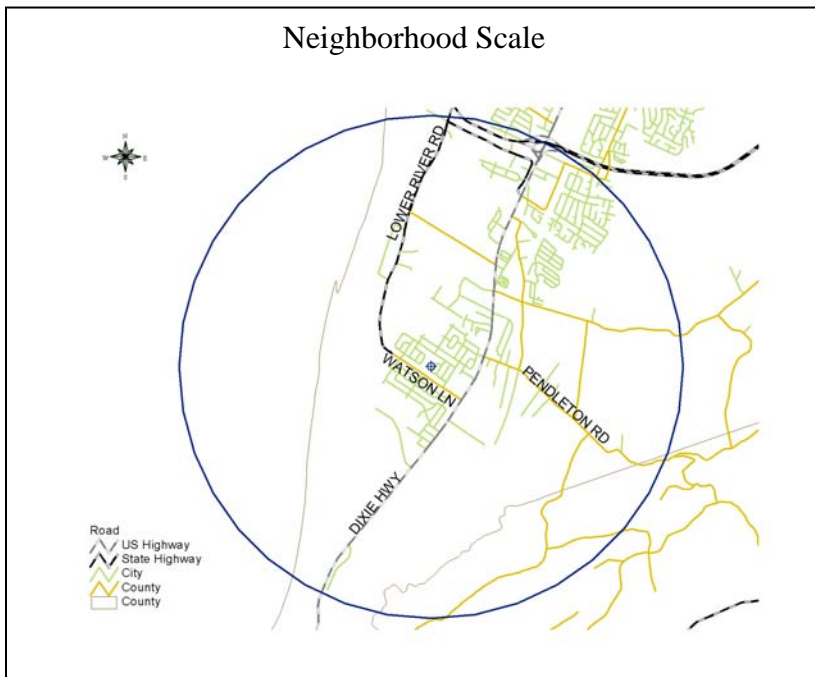 Neighborhood Scale
N
W E
S
LOWER RIVER RD
WATSON LN
PENDLETON RD
DIXIE HWY
Road
US Highway
State Highway
City
County
County